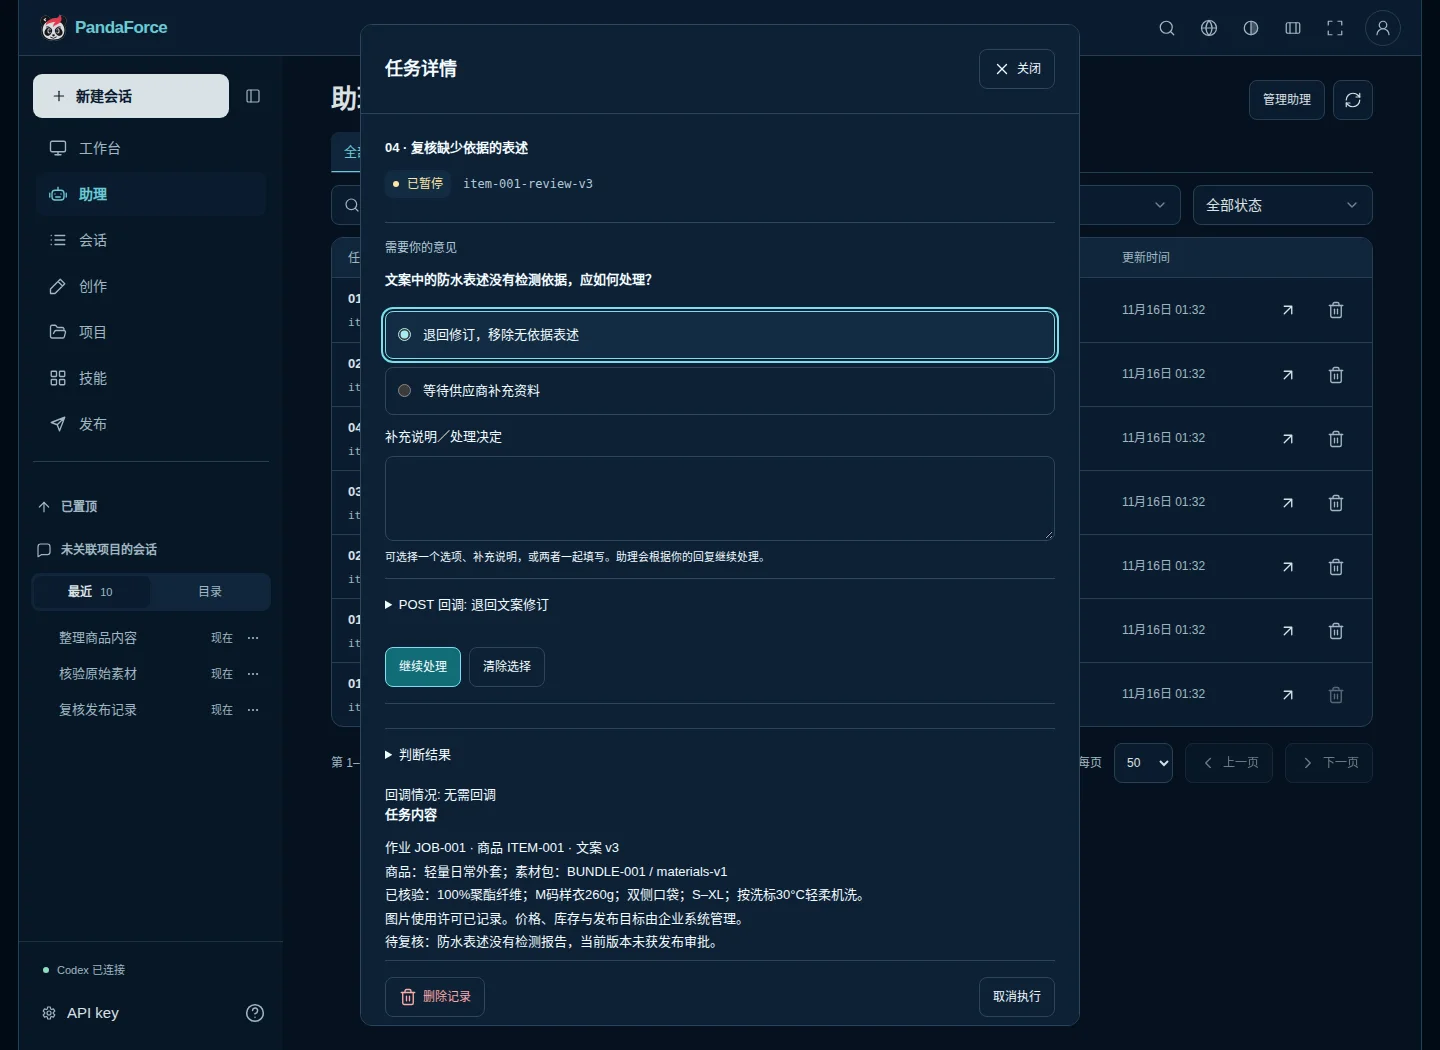 PandaForce
新建会话
工作台
助理
会话
创作
项目
技能
发布
已置顶
未关联项目的会话
最近 10
目录
整理商品内容 现在
核验原始素材 现在
复核发布记录 现在
Codex 已连接
API key
管理助理
全部状态
更新时间
01
11月16日 01:32
02
11月16日 01:32
04
11月16日 01:32
03
11月16日 01:32
02
11月16日 01:32
01
11月16日 01:32
01
11月16日 01:32
第 1–
每页 50 上一页 下一页
任务详情
关闭
04 · 复核缺少依据的表述
已暂停 item-001-review-v3
需要你的意见
文案中的防水表述没有检测依据，应如何处理？
退回修订，移除无依据表述
等待供应商补充资料
补充说明／处理决定
可选择一个选项、补充说明，或两者一起填写。助理会根据你的回复继续处理。
POST 回调: 退回文案修订
继续处理 清除选择
判断结果
回调情况: 无需回调
任务内容
作业 JOB-001 · 商品 ITEM-001 · 文案 v3
商品：轻量日常外套；素材包：BUNDLE-001 / materials-v1
已核验：100%聚酯纤维；M码样衣260g；双侧口袋；S–XL；按洗标30°C轻柔机洗。
图片使用许可已记录。价格、库存与发布目标由企业系统管理。
待复核：防水表述没有检测报告，当前版本未获发布审批。
删除记录
取消执行